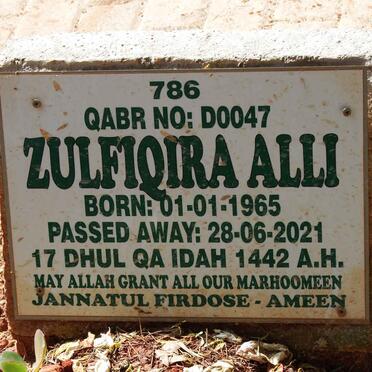 786
QABR NO: D0047
ZULFIQIRA ALLI
BORN: 01-01-1965
PASSED AWAY: 28-06-2021
17 DHUL QA IDAH 1442 A.H.
MAY ALLAH GRANT ALL OUR MARHOOMEEN
JANNATUL FIRDOSE - AMEEN